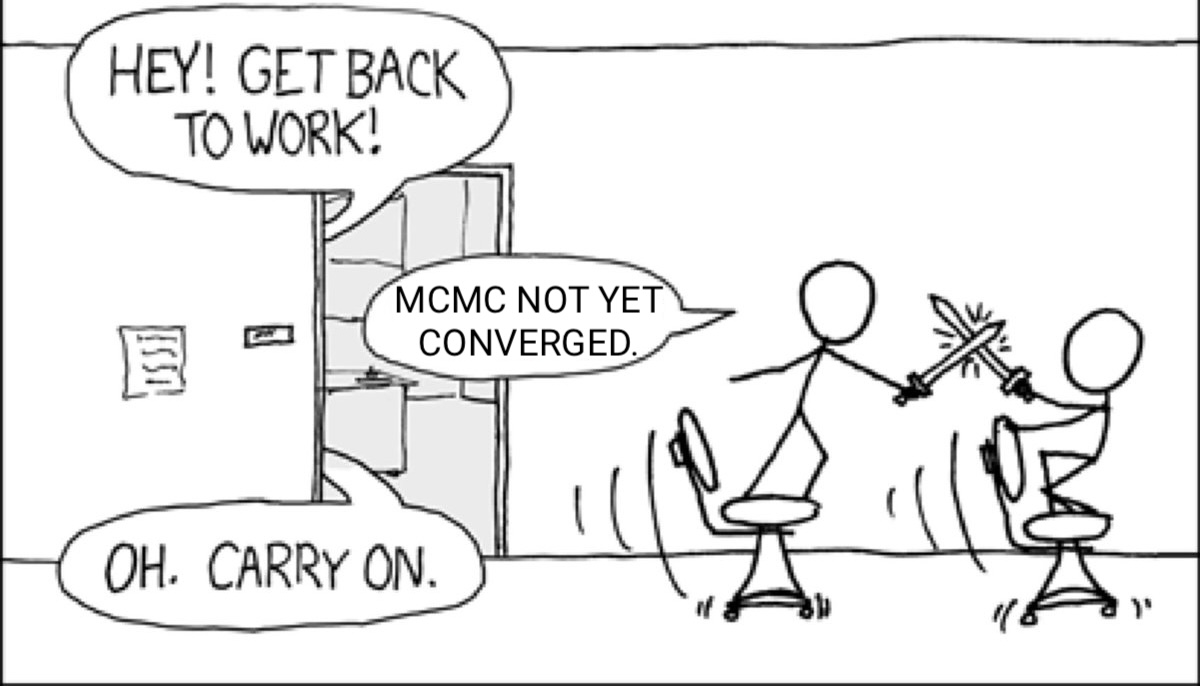 HEY! GET BACK
TO WORK!
MCMC NOT YET
CONVERGED.
OH. CARRY ON.